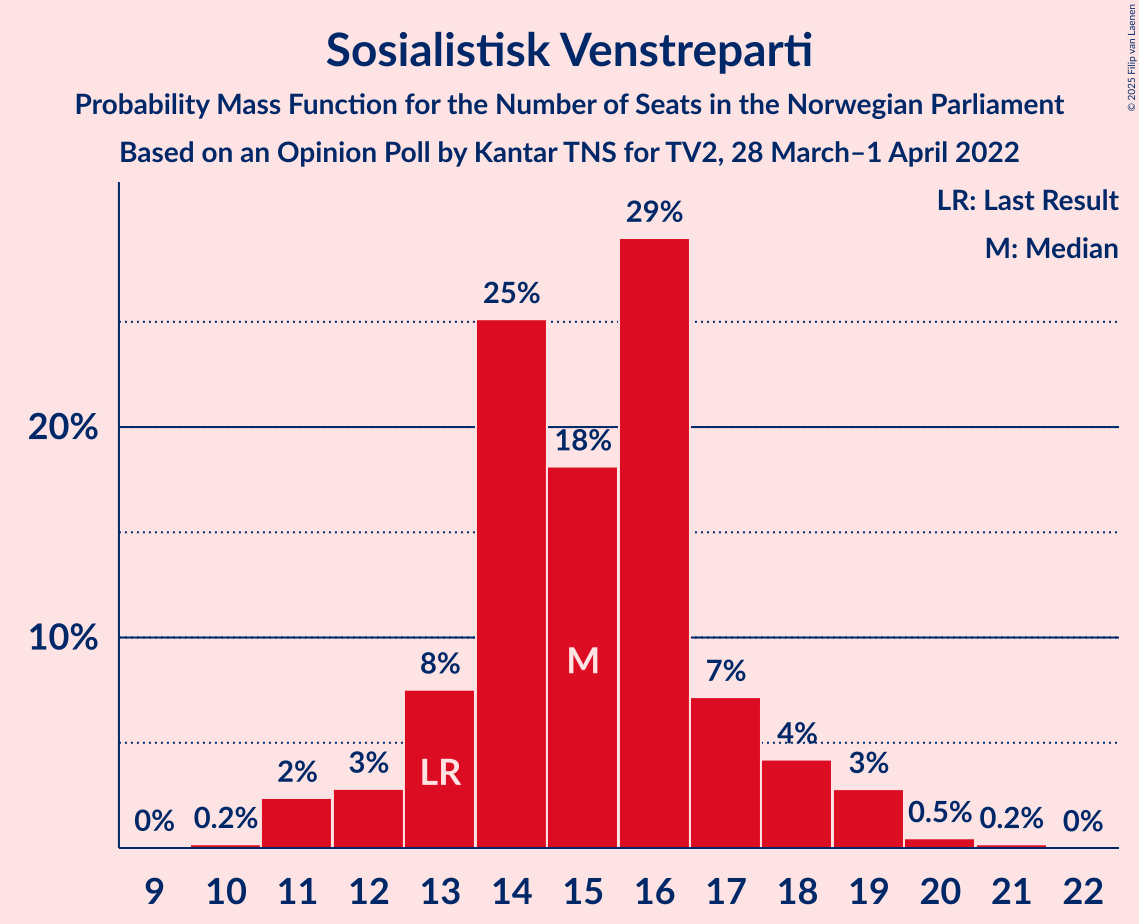 Sosialistisk Venstreparti
Probability Mass Function for the Number of Seats in the Norwegian Parliament
Based on an Opinion Poll by Kantar TNS for TV2, 28 March–1 April 2022
© 2025 Filip van Laenen
LR: Last Result
M: Median
29%
25%
20%
18%
10%
8%
M
7%
4%
LR
2%
3%
3%
0%
0.2%
0.5%
0.2%
0%
9 10 11 12 13 14 15 16 17 18 19 20 21 22